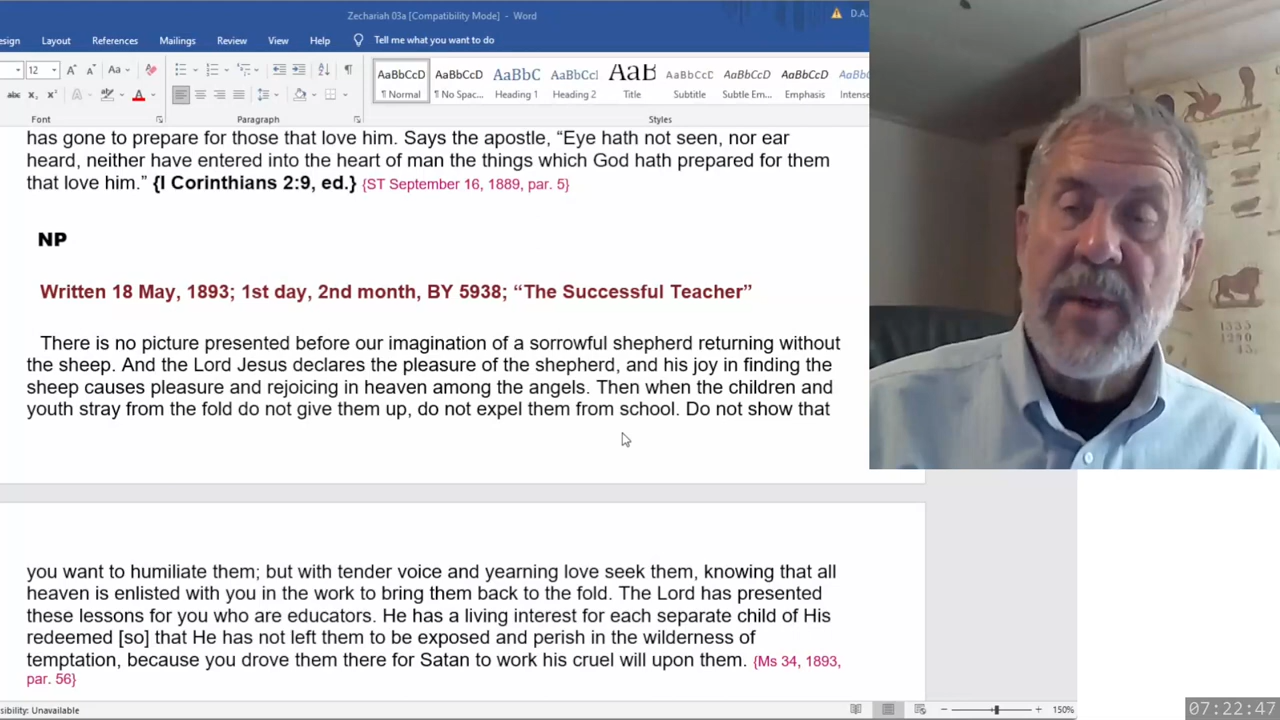 Zechariah 03a [Compatibility Mode] - Word
D.A.
sign Layout References Mailings Review View Help Tell me what you want to do
12
Aa
abc x₂ x²
AaBbCcD AaBbCcD AaBbC AaBbCcI AaBb AaBbCcD AaBbCcD AaBbCcD AaBbC
¶ Normal ¶ No Spac... Heading 1 Heading 2 Title Subtitle Subtle Em... Emphasis Intense
Font Paragraph Styles
has gone to prepare for those that love him. Says the apostle, “Eye hath not seen, nor ear
heard, neither have entered into the heart of man the things which God hath prepared for them
that love him.” {I Corinthians 2:9, ed.} {ST September 16, 1889, par. 5}
NP
Written 18 May, 1893; 1st day, 2nd month, BY 5938; “The Successful Teacher”
There is no picture presented before our imagination of a sorrowful shepherd returning without
the sheep. And the Lord Jesus declares the pleasure of the shepherd, and his joy in finding the
sheep causes pleasure and rejoicing in heaven among the angels. Then when the children and
youth stray from the fold do not give them up, do not expel them from school. Do not show that
you want to humiliate them; but with tender voice and yearning love seek them, knowing that all
heaven is enlisted with you in the work to bring them back to the fold. The Lord has presented
these lessons for you who are educators. He has a living interest for each separate child of His
redeemed [so] that He has not left them to be exposed and perish in the wilderness of
temptation, because you drove them there for Satan to work his cruel will upon them. {Ms 34, 1893,
par. 56}
sibility: Unavailable
150%
07:22:47
1335
1290
45